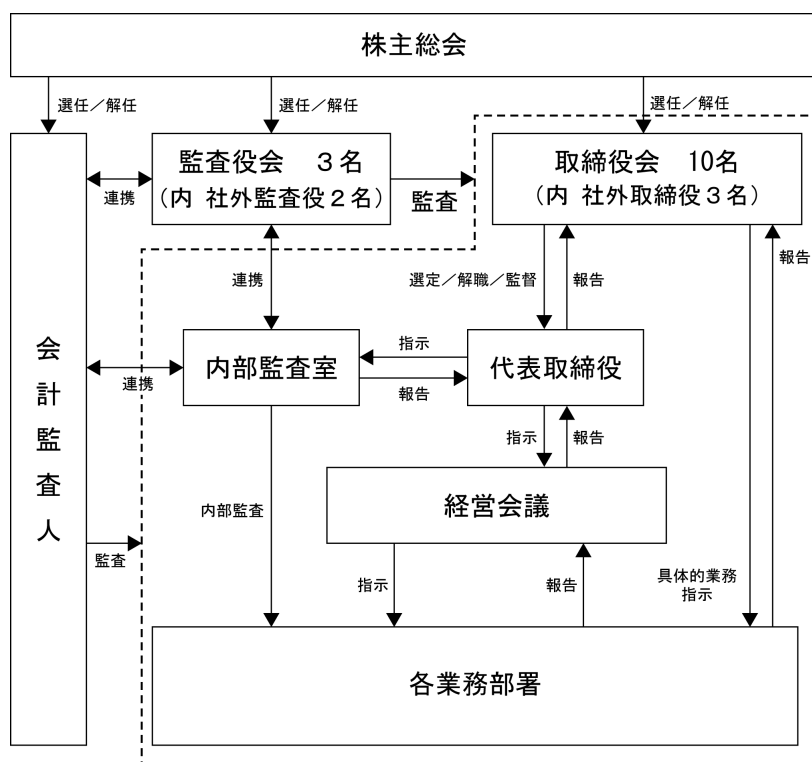 株主総会
選任／解任
選任／解任
選任／解任
監査役会　３名
（内 社外監査役２名）
取締役会　10名
（内 社外取締役３名）
連携
監査
連携
選定／解職／監督
報告
報告
会計監査人
連携
内部監査室
指示
報告
代表取締役
指示
報告
経営会議
内部監査
監査
指示
報告
具体的業務
指示
各業務部署